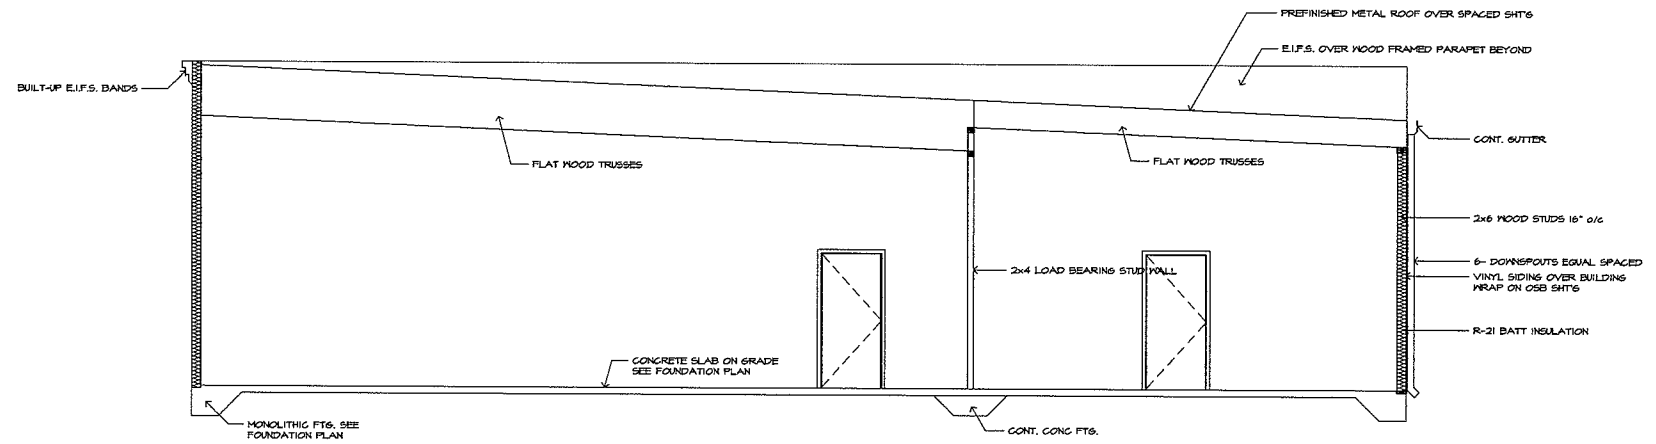 PREFINISHED METAL ROOF OVER SPACED SHT'G
E.I.F.S. OVER WOOD FRAMED PARAPET BEYOND
BUILT-UP E.I.F.S. BANDS
CONT. GUTTER
FLAT WOOD TRUSSES
FLAT WOOD TRUSSES
2x6 WOOD STUDS 16" o/c
6- DOWNSPOUTS EQUAL SPACED
2x4 LOAD BEARING STUD WALL
VINYL SIDING OVER BUILDING
WRAP ON OSB SHT'G
R-21 BATT INSULATION
CONCRETE SLAB ON GRADE
SEE FOUNDATION PLAN
MONOLITHIC FTG. SEE
FOUNDATION PLAN
CONT. CONC FTG.